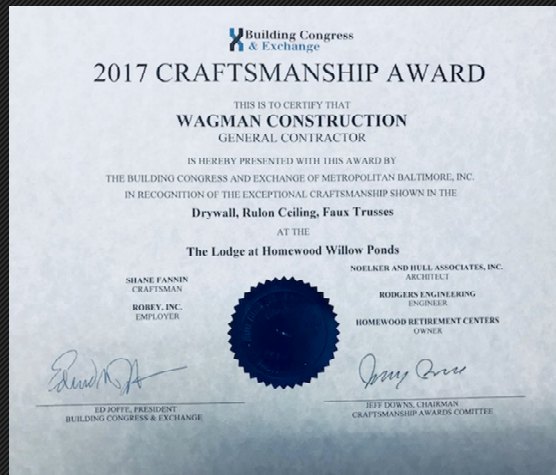 Building Congress
& Exchange
2017 CRAFTSMANSHIP AWARD
THIS IS TO CERTIFY THAT
WAGMAN CONSTRUCTION
GENERAL CONTRACTOR
IS HEREBY PRESENTED WITH THIS AWARD BY
THE BUILDING CONGRESS AND EXCHANGE OF METROPOLITAN BALTIMORE, INC.
IN RECOGNITION OF THE EXCEPTIONAL CRAFTSMANSHIP SHOWN IN THE
Drywall, Rulon Ceiling, Faux Trusses
AT THE
The Lodge at Homewood Willow Ponds
SHANE FANNIN
CRAFTSMAN
ROBEY, INC.
EMPLOYER
NOELKER AND HULL ASSOCIATES, INC.
ARCHITECT
RODGERS ENGINEERING
ENGINEER
HOMEWOOD RETIREMENT CENTERS
OWNER
ED JOFFE, PRESIDENT
BUILDING CONGRESS & EXCHANGE
JEFF DOWNS, CHAIRMAN
CRAFTSMANSHIP AWARDS COMITTEE